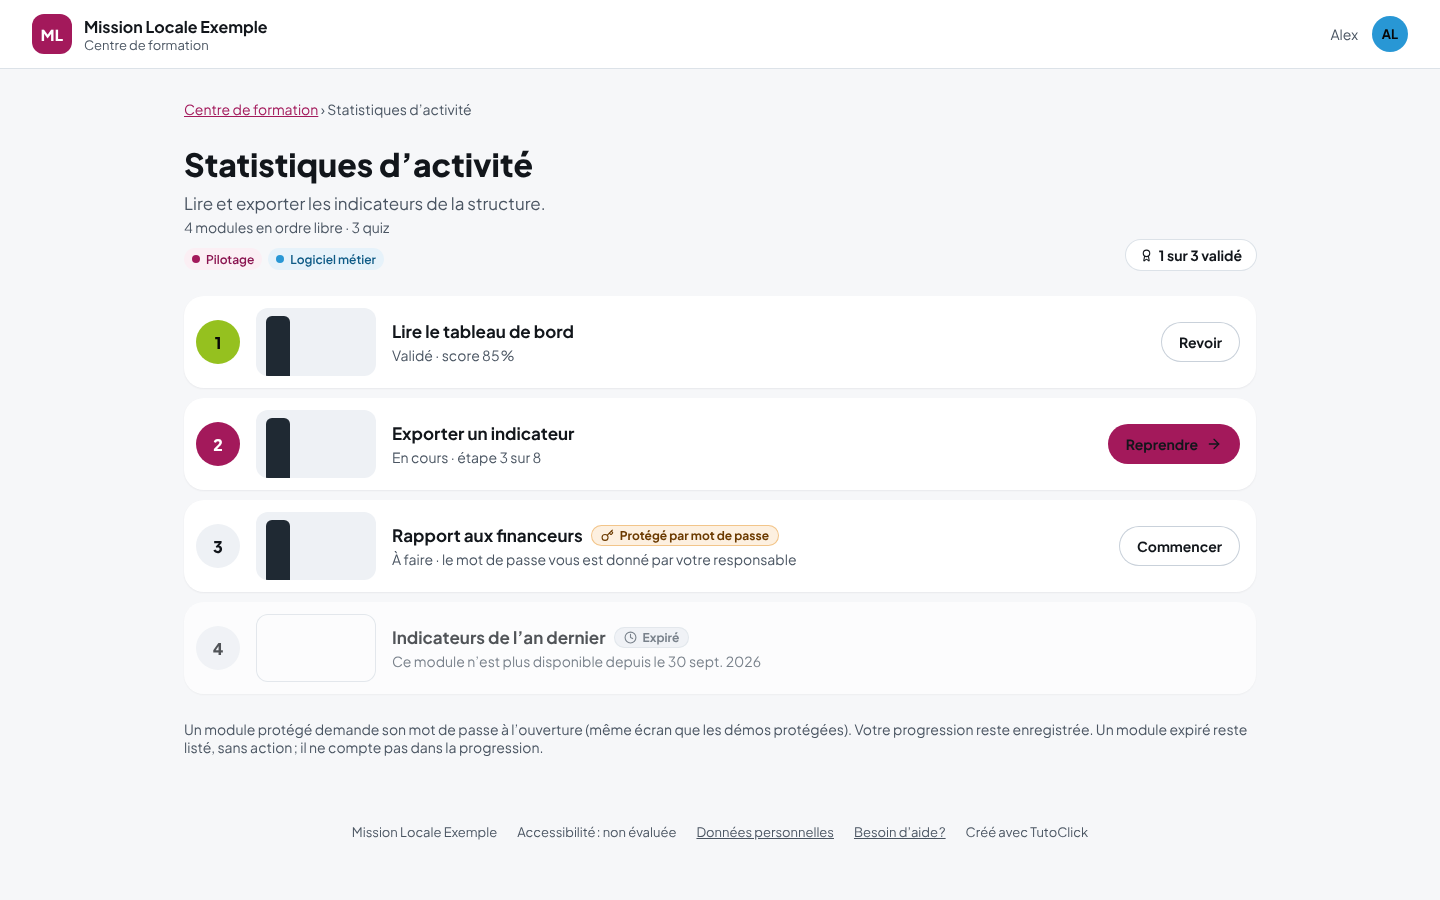 ML
Mission Locale Exemple
Centre de formation
Alex
AL
Centre de formation › Statistiques d’activité
Statistiques d’activité
Lire et exporter les indicateurs de la structure.
4 modules en ordre libre · 3 quiz
Pilotage
Logiciel métier
1 sur 3 validé
1
Lire le tableau de bord
Validé · score 85 %
Revoir
2
Exporter un indicateur
En cours · étape 3 sur 8
Reprendre →
3
Rapport aux financeurs
Protégé par mot de passe
À faire · le mot de passe vous est donné par votre responsable
Commencer
4
Indicateurs de l’an dernier
Expiré
Ce module n’est plus disponible depuis le 30 sept. 2026
Un module protégé demande son mot de passe à l’ouverture (même écran que les démos protégées). Votre progression reste enregistrée. Un module expiré reste
listé, sans action ; il ne compte pas dans la progression.
Mission Locale Exemple
Accessibilité : non évaluée
Données personnelles
Besoin d’aide ?
Créé avec TutoClick